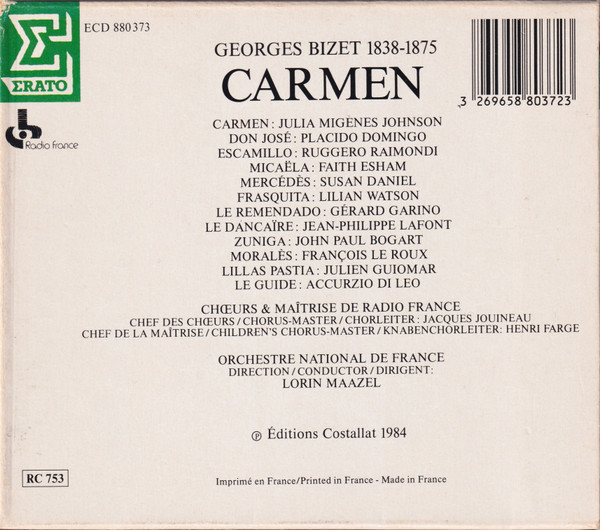 ERATO
ECD 880373
Radio France
GEORGES BIZET 1838-1875
CARMEN
3 269658 803723
CARMEN : JULIA MIGENES JOHNSON
DON JOSÉ : PLACIDO DOMINGO
ESCAMILLO : RUGGERO RAIMONDI
MICAËLA : FAITH ESHAM
MERCÉDÈS : SUSAN DANIEL
FRASQUITA : LILIAN WATSON
LE REMENDADO : GÉRARD GARINO
LE DANCAÏRE : JEAN-PHILIPPE LAFONT
ZUNIGA : JOHN PAUL BOGART
MORALÈS : FRANÇOIS LE ROUX
LILLAS PASTIA : JULIEN GUIOMAR
LE GUIDE : ACCURZIO DI LEO
CHŒURS & MAÎTRISE DE RADIO FRANCE
CHEF DES CHŒURS / CHORUS-MASTER / CHORLEITER : JACQUES JOUINEAU
CHEF DE LA MAÎTRISE / CHILDREN'S CHORUS-MASTER / KNABENCHORLEITER: HENRI FARGE
ORCHESTRE NATIONAL DE FRANCE
DIRECTION / CONDUCTOR / DIRIGENT:
LORIN MAAZEL
℗ Éditions Costallat 1984
RC 753
Imprimé en France/Printed in France - Made in France